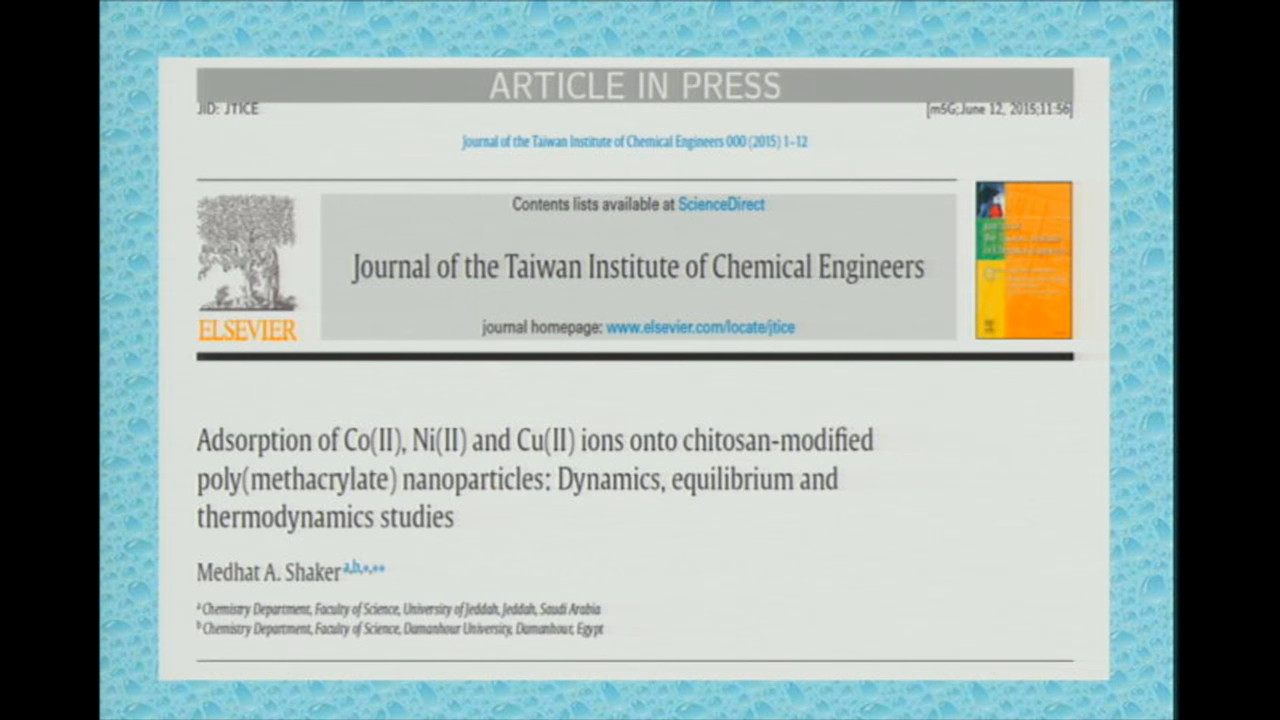 ARTICLE IN PRESS
JID: JTICE
[m5G;June 12, 2015;11:56]
Journal of the Taiwan Institute of Chemical Engineers 000 (2015) 1–12
Contents lists available at ScienceDirect
Journal of the Taiwan Institute of Chemical Engineers
journal homepage: www.elsevier.com/locate/jtice
ELSEVIER
Adsorption of Co(II), Ni(II) and Cu(II) ions onto chitosan-modified
poly(methacrylate) nanoparticles: Dynamics, equilibrium and
thermodynamics studies
Medhat A. Shaker a,b,*,**
a Chemistry Department, Faculty of Science, University of Jeddah, Jeddah, Saudi Arabia
b Chemistry Department, Faculty of Science, Damanhour University, Damanhour, Egypt